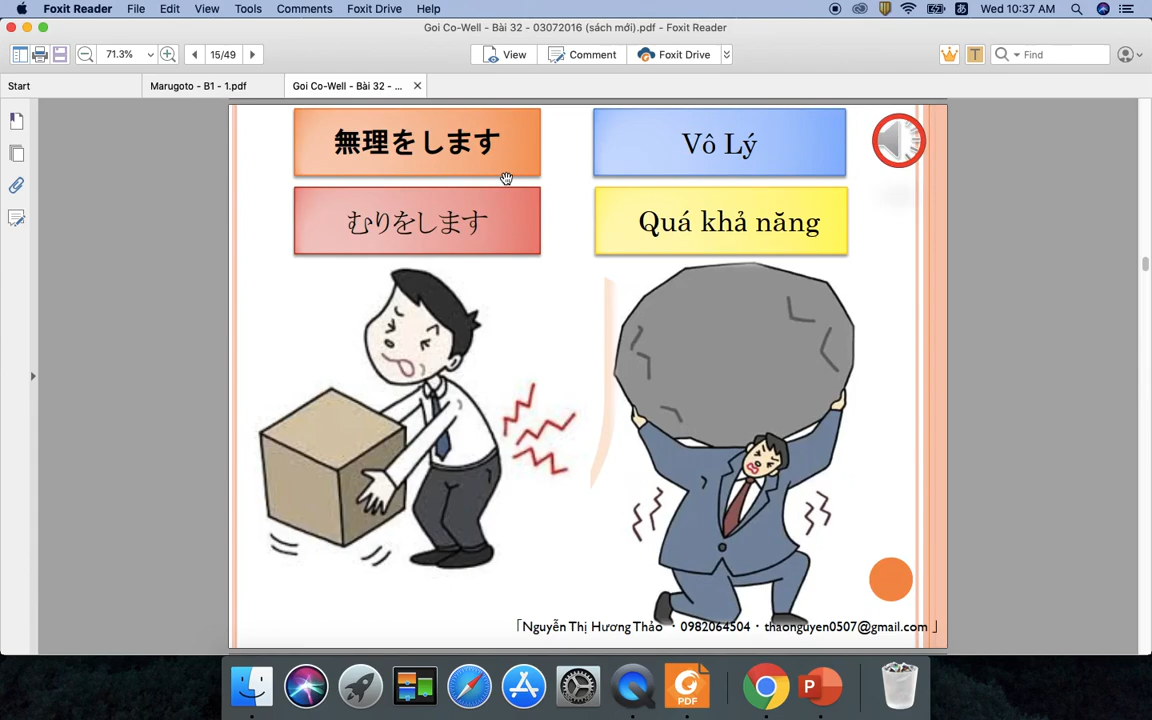 Foxit Reader File Edit View Tools Comments Foxit Drive Help あ Wed 10:37 AM
Goi Co-Well - Bài 32 - 03072016 (sách mới).pdf - Foxit Reader
71.3% 15/49 View Comment Foxit Drive T Find
Start Marugoto - B1 - 1.pdf Goi Co-Well - Bài 32 - ...
無理をします Vô Lý
むりをします Quá khả năng
「Nguyễn Thị Hương Thảo ・0982064504・thaonguyen0507@gmail.com 」
PDF P